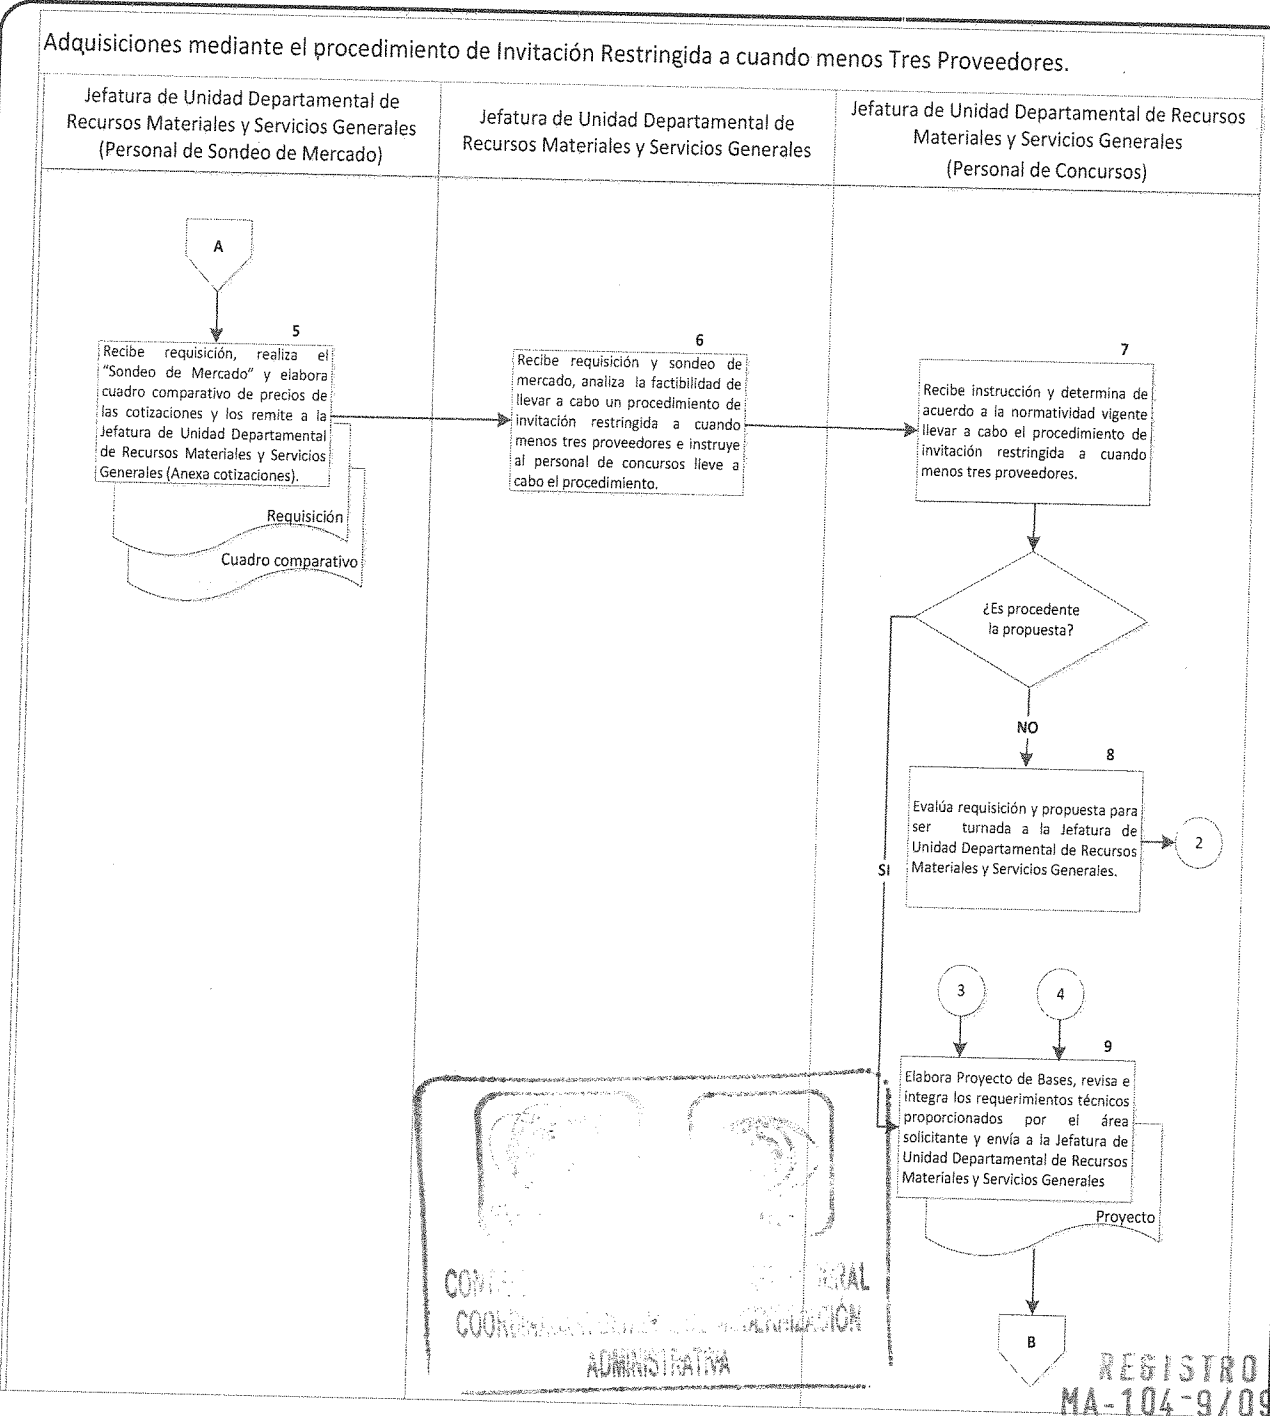 Adquisiciones mediante el procedimiento de Invitación Restringida a cuando menos Tres Proveedores.
Jefatura de Unidad Departamental de
Recursos Materiales y Servicios Generales
(Personal de Sondeo de Mercado)
Jefatura de Unidad Departamental de
Recursos Materiales y Servicios Generales
Jefatura de Unidad Departamental de Recursos
Materiales y Servicios Generales
(Personal de Concursos)
A
5
Recibe requisición, realiza el
“Sondeo de Mercado” y elabora
cuadro comparativo de precios de
las cotizaciones y los remite a la
Jefatura de Unidad Departamental
de Recursos Materiales y Servicios
Generales (Anexa cotizaciones).
Requisición
Cuadro comparativo
6
Recibe requisición y sondeo de
mercado, analiza la factibilidad de
llevar a cabo un procedimiento de
invitación restringida a cuando
menos tres proveedores e instruye
al personal de concursos lleve a
cabo el procedimiento.
7
Recibe instrucción y determina de
acuerdo a la normatividad vigente
llevar a cabo el procedimiento de
invitación restringida a cuando
menos tres proveedores.
¿Es procedente
la propuesta?
NO
8
Evalúa requisición y propuesta para
ser turnada a la Jefatura de
Unidad Departamental de Recursos
Materiales y Servicios Generales.
2
SI
3
4
9
Elabora Proyecto de Bases, revisa e
integra los requerimientos técnicos
proporcionados por el área
solicitante y envía a la Jefatura de
Unidad Departamental de Recursos
Materiales y Servicios Generales
Proyecto
B
ADMINISTRATIVA
REGISTRO
MA-104-9/09